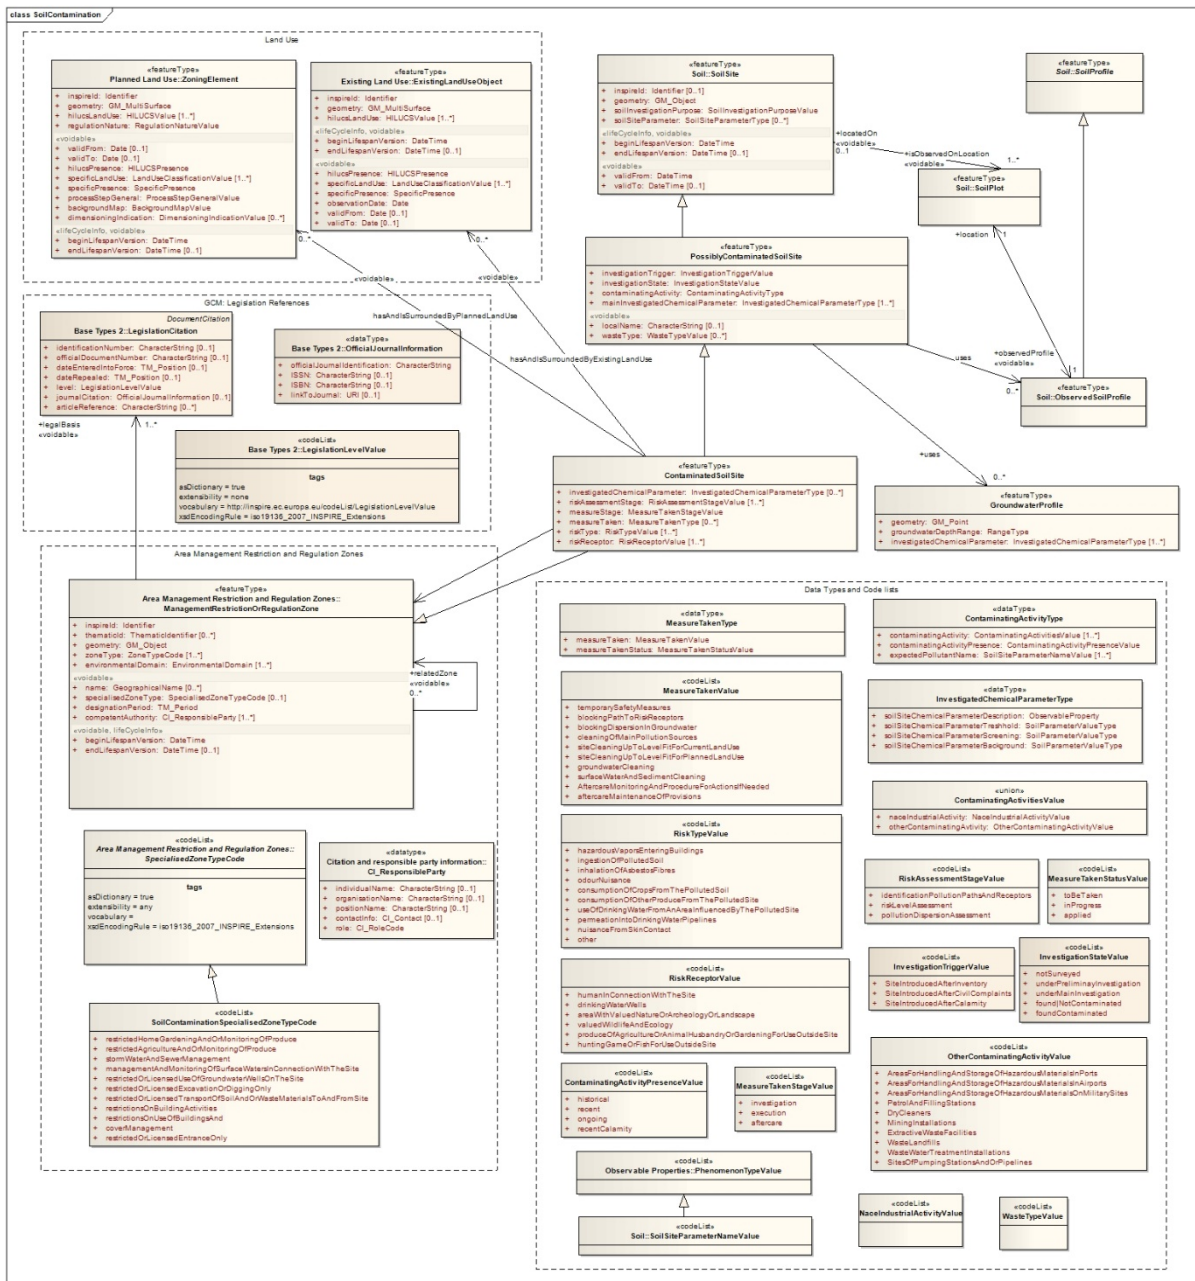 class SoilContamination
Land Use
«featureType»
Planned Land Use::ZoningElement
+ inspireId: Identifier
+ geometry: GM_MultiSurface
+ hilucsLandUse: HILUCSValue [1..*]
+ regulationNature: RegulationNatureValue
«voidable»
+ validFrom: Date [0..1]
+ validTo: Date [0..1]
+ hilucsPresence: HILUCSPresence
+ specificLandUse: LandUseClassificationValue [1..*]
+ specificPresence: SpecificPresence
+ processStepGeneral: ProcessStepGeneralValue
+ backgroundMap: BackgroundMapValue
+ dimensioningIndication: DimensioningIndicationValue [0..*]
«lifeCycleInfo, voidable»
+ beginLifespanVersion: DateTime
+ endLifespanVersion: DateTime [0..1]
«featureType»
Existing Land Use::ExistingLandUseObject
+ inspireId: Identifier
+ geometry: GM_MultiSurface
+ hilucsLandUse: HILUCSValue [1..*]
«lifeCycleInfo, voidable»
+ beginLifespanVersion: DateTime
+ endLifespanVersion: DateTime [0..1]
«voidable»
+ hilucsPresence: HILUCSPresence
+ specificLandUse: LandUseClassificationValue [1..*]
+ specificPresence: SpecificPresence
+ observationDate: Date
+ validFrom: Date [0..1]
+ validTo: Date [0..1]
0..*
0..*
«featureType»
Soil::SoilSite
+ inspireId: Identifier [0..1]
+ geometry: GM_Object
+ soilInvestigationPurpose: SoilInvestigationPurposeValue
+ soilSiteParameter: SoilSiteParameterType [0..*]
«lifeCycleInfo, voidable»
+ beginLifespanVersion: DateTime
+ endLifespanVersion: DateTime [0..1]
«voidable»
+ validFrom: DateTime
+ validTo: DateTime [0..1]
«featureType»
Soil::SoilProfile
+locatedOn
«voidable»
0..1
+isObservedOnLocation
«voidable»
1..*
«featureType»
Soil::SoilPlot
+location
1
«featureType»
PossiblyContaminatedSoilSite
+ investigationTrigger: InvestigationTriggerValue
+ investigationState: InvestigationStateValue
+ contaminatingActivity: ContaminatingActivityType
+ mainInvestigatedChemicalParameter: InvestigatedChemicalParameterType [1..*]
«voidable»
+ localName: CharacterString [0..1]
+ wasteType: WasteTypeValue [0..*]
«voidable»
«voidable»
hasAndIsSurroundedByPlannedLandUse
hasAndIsSurroundedByExistingLandUse
uses
0..*
+observedProfile
«voidable»
1
«featureType»
Soil::ObservedSoilProfile
+uses
0..*
«featureType»
GroundwaterProfile
+ geometry: GM_Point
+ groundwaterDepthRange: RangeType
+ investigatedChemicalParameter: InvestigatedChemicalParameterType [1..*]
GCM: Legislation References
DocumentCitation
Base Types 2::LegislationCitation
+ identificationNumber: CharacterString [0..1]
+ officialDocumentNumber: CharacterString [0..1]
+ dateEnteredIntoForce: TM_Position [0..1]
+ dateRepealed: TM_Position [0..1]
+ level: LegislationLevelValue
+ journalCitation: OfficialJournalInformation [0..1]
+ articleReference: CharacterString [0..*]
«dataType»
Base Types 2::OfficialJournalInformation
+ officialJournalIdentification: CharacterString
+ ISSN: CharacterString [0..1]
+ ISBN: CharacterString [0..1]
+ linkToJournal: URI [0..1]
+legalBasis
«voidable»
1..*
«codeList»
Base Types 2::LegislationLevelValue
tags
asDictionary = true
extensibility = none
vocabulary = http://inspire.ec.europa.eu/codeList/LegislationLevelValue
xsdEncodingRule = iso19136_2007_INSPIRE_Extensions
«featureType»
ContaminatedSoilSite
+ investigatedChemicalParameter: InvestigatedChemicalParameterType [0..*]
+ riskAssessmentStage: RiskAssessmentStageValue [1..*]
+ measureStage: MeasureTakenStageValue
+ measureTaken: MeasureTakenType [0..*]
+ riskType: RiskTypeValue [1..*]
+ riskReceptor: RiskReceptorValue [1..*]
Area Management Restriction and Regulation Zones
«featureType»
Area Management Restriction and Regulation Zones::
ManagementRestrictionOrRegulationZone
+ inspireId: Identifier
+ thematicId: ThematicIdentifier [0..*]
+ geometry: GM_Object
+ zoneType: ZoneTypeCode [1..*]
+ environmentalDomain: EnvironmentalDomain [1..*]
«voidable»
+ name: GeographicalName [0..*]
+ specialisedZoneType: SpecialisedZoneTypeCode [0..1]
+ designationPeriod: TM_Period
+ competentAuthority: CI_ResponsibleParty [1..*]
«voidable, lifeCycleInfo»
+ beginLifespanVersion: DateTime
+ endLifespanVersion: DateTime [0..1]
+relatedZone
«voidable»
0..*
«codeList»
Area Management Restriction and Regulation Zones::
SpecialisedZoneTypeCode
tags
asDictionary = true
extensibility = any
vocabulary =
xsdEncodingRule = iso19136_2007_INSPIRE_Extensions
«datatype»
Citation and responsible party information::
CI_ResponsibleParty
+ individualName: CharacterString [0..1]
+ organisationName: CharacterString [0..1]
+ positionName: CharacterString [0..1]
+ contactInfo: CI_Contact [0..1]
+ role: CI_RoleCode
«codeList»
SoilContaminationSpecialisedZoneTypeCode
+ restrictedHomeGardeningAndOrMonitoringOfProduce
+ restrictedAgricultureAndOrMonitoringOfProduce
+ stormWaterAndSewerManagement
+ managementAndMonitoringOfSurfaceWatersInConnectionWithTheSite
+ restrictedOrLicensedUseOfGroundwaterWellsOnTheSite
+ restrictedOrLicensedExcavationOrDiggingOnly
+ restrictedOrLicensedTransportOfSoilAndOrWasteMaterialsToAndFromSite
+ restrictionsOnBuildingActivities
+ restrictionsOnUseOfBuildingsAnd
+ coverManagement
+ restrictedOrLicensedEntranceOnly
Data Types and Code lists
«dataType»
MeasureTakenType
+ measureTaken: MeasureTakenValue
+ measureTakenStatus: MeasureTakenStatusValue
«dataType»
ContaminatingActivityType
+ contaminatingActivity: ContaminatingActivitiesValue [1..*]
+ contaminatingActivityPresence: ContaminatingActivityPresenceValue
+ expectedPollutantName: SoilSiteParameterNameValue [1..*]
«codeList»
MeasureTakenValue
+ temporarySafetyMeasures
+ blockingPathToRiskReceptors
+ blockingDispersionInGroundwater
+ cleaningOfMainPollutionSources
+ siteCleaningUpToLevelFitForCurrentLandUse
+ siteCleaningUpToLevelFitForPlannedLandUse
+ groundwaterCleaning
+ surfaceWaterAndSedimentCleaning
+ AftercareMonitoringAndProcedureForActionsIfNeeded
+ aftercareMaintenanceOfProvisions
«dataType»
InvestigatedChemicalParameterType
+ soilSiteChemicalParameterDescription: ObservableProperty
+ soilSiteChemicalParameterTreshhold: SoilParameterValueType
+ soilSiteChemicalParameterScreening: SoilParameterValueType
+ soilSiteChemicalParameterBackground: SoilParameterValueType
«union»
ContaminatingActivitiesValue
+ naceIndustrialActivity: NaceIndustrialActivityValue
+ otherContaminatingAvtivity: OtherContaminatingActivityValue
«codeList»
RiskTypeValue
+ hazardousVaporsEnteringBuildings
+ ingestionOfPollutedSoil
+ inhalationOfAsbestosFibres
+ odourNuisance
+ consumptionOfCropsFromThePollutedSoil
+ consumptionOfOtherProduceFromThePollutedSite
+ useOfDrinkingWaterFromAnAreaInfluencedByThePollutedSite
+ permeationIntoDrinkingWaterPipelines
+ nuisanceFromSkinContact
+ other
«codeList»
RiskAssessmentStageValue
+ identificationPollutionPathsAndReceptors
+ riskLevelAssessment
+ pollutionDispersionAssessment
«codeList»
MeasureTakenStatusValue
+ toBeTaken
+ inProgress
+ applied
«codeList»
InvestigationTriggerValue
+ SiteIntroducedAfterInventory
+ SiteIntroducedAfterCivilComplaints
+ SiteIntroducedAfterCalamity
«codeList»
InvestigationStateValue
+ notSurveyed
+ underPreliminayInvestigation
+ underMainInvestigation
+ found|NotContaminated
+ foundContaminated
«codeList»
RiskReceptorValue
+ humanInConnectionWithTheSite
+ drinkingWaterWells
+ areaWithValuedNatureOrArcheologyOrLandscape
+ valuedWildlifeAndEcology
+ produceOfAgricultureOrAnimalHusbandryOrGardeningForUseOutsideSite
+ huntingGameOrFishForUseOutsideSite
«codeList»
OtherContaminatingActivityValue
+ AreasForHandlingAndStorageOfHazardousMaterialsInPorts
+ AreasForHandlingAndStorageOfHazardousMaterialsInAirports
+ AreasForHandlingAndStorageOfHazardousMaterialsOnMilitarySites
+ PetrolAndFillingStations
+ DryCleaners
+ MiningInstallations
+ ExtractiveWasteFacilities
+ WasteLandfills
+ WasteWaterTreatmentInstallations
+ SitesOfPumpingStationsAndOrPipelines
«codeList»
ContaminatingActivityPresenceValue
+ historical
+ recent
+ ongoing
+ recentCalamity
«codeList»
MeasureTakenStageValue
+ investigation
+ execution
+ aftercare
«codeList»
Observable Properties::PhenomenonTypeValue
«codeList»
Soil::SoilSiteParameterNameValue
«codeList»
NaceIndustrialActivityValue
«codeList»
WasteTypeValue